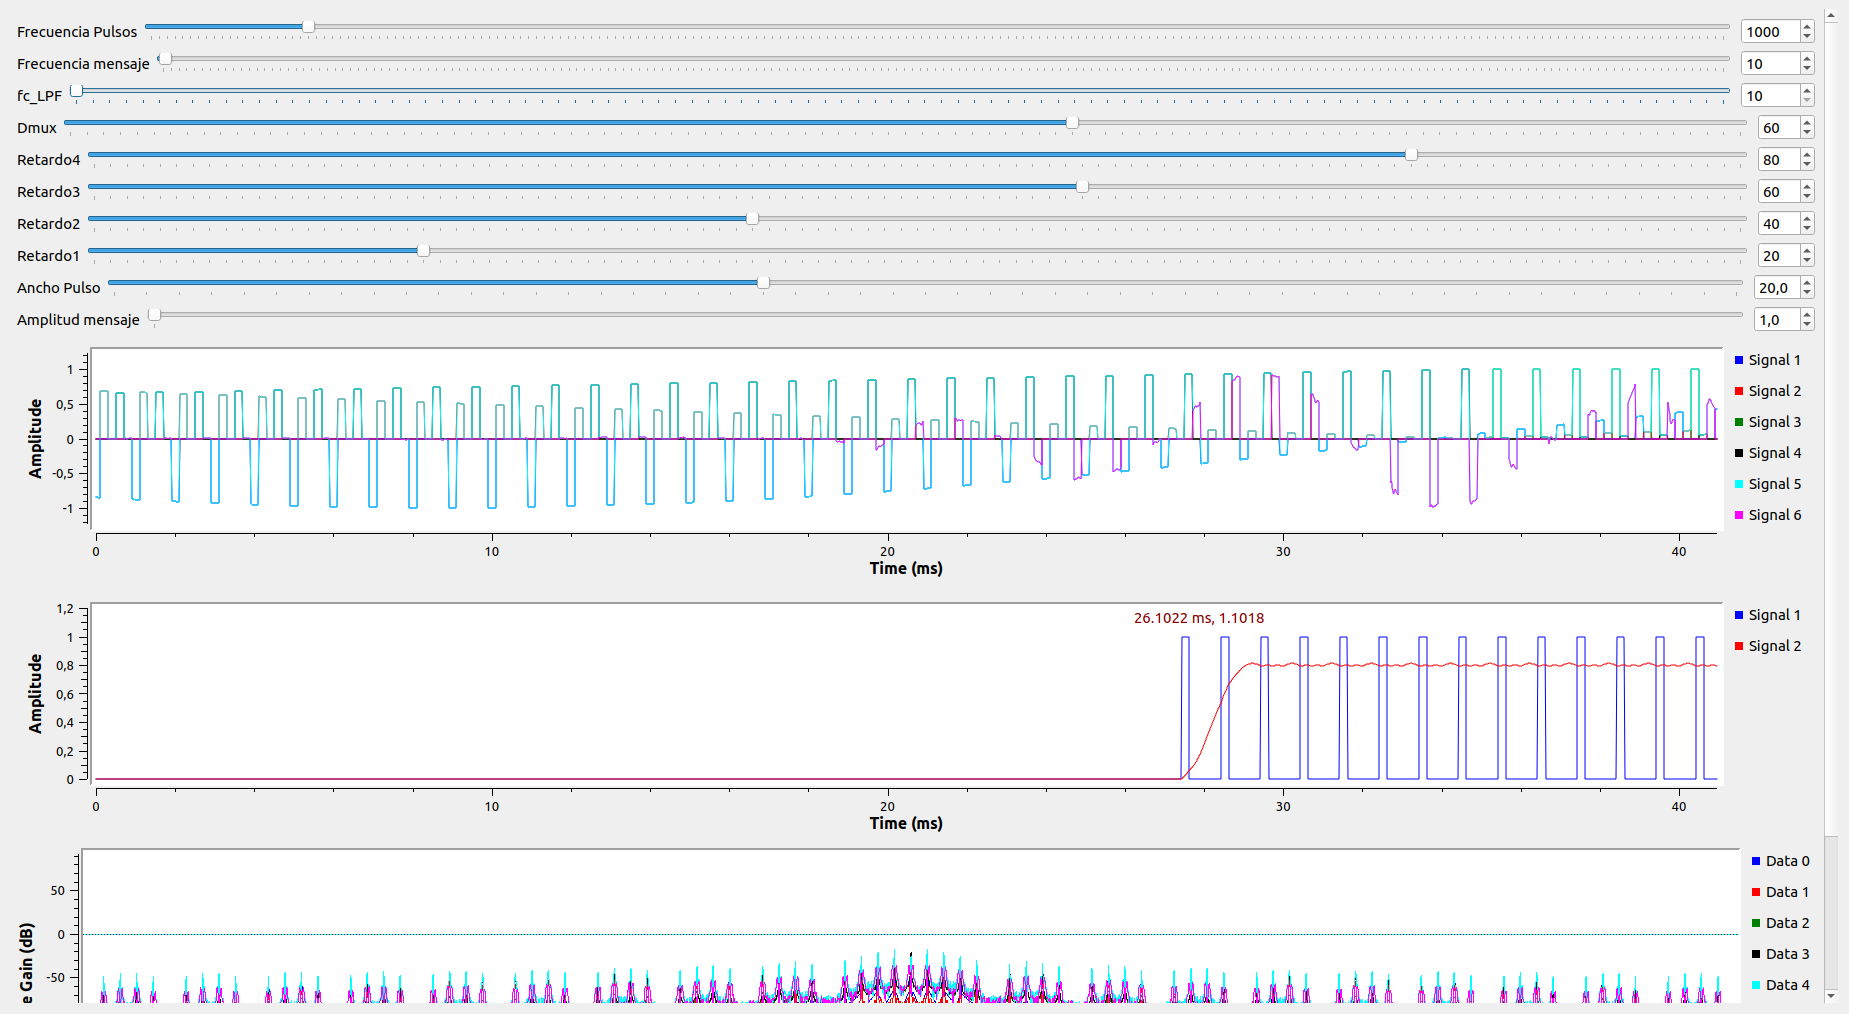 Frecuencia Pulsos 1000
Frecuencia mensaje 10
fc_LPF 10
Dmux 60
Retardo4 80
Retardo3 60
Retardo2 40
Retardo1 20
Ancho Pulso 20,0
Amplitud mensaje 1,0
Amplitude
1
0,5
0
-0,5
-1
0 10 20 30 40
Time (ms)
Signal 1
Signal 2
Signal 3
Signal 4
Signal 5
Signal 6
26.1022 ms, 1.1018
Amplitude
1,2
1
0,8
0,6
0,4
0,2
0
0 10 20 30 40
Time (ms)
Signal 1
Signal 2
e Gain (dB)
50
0
-50
Data 0
Data 1
Data 2
Data 3
Data 4